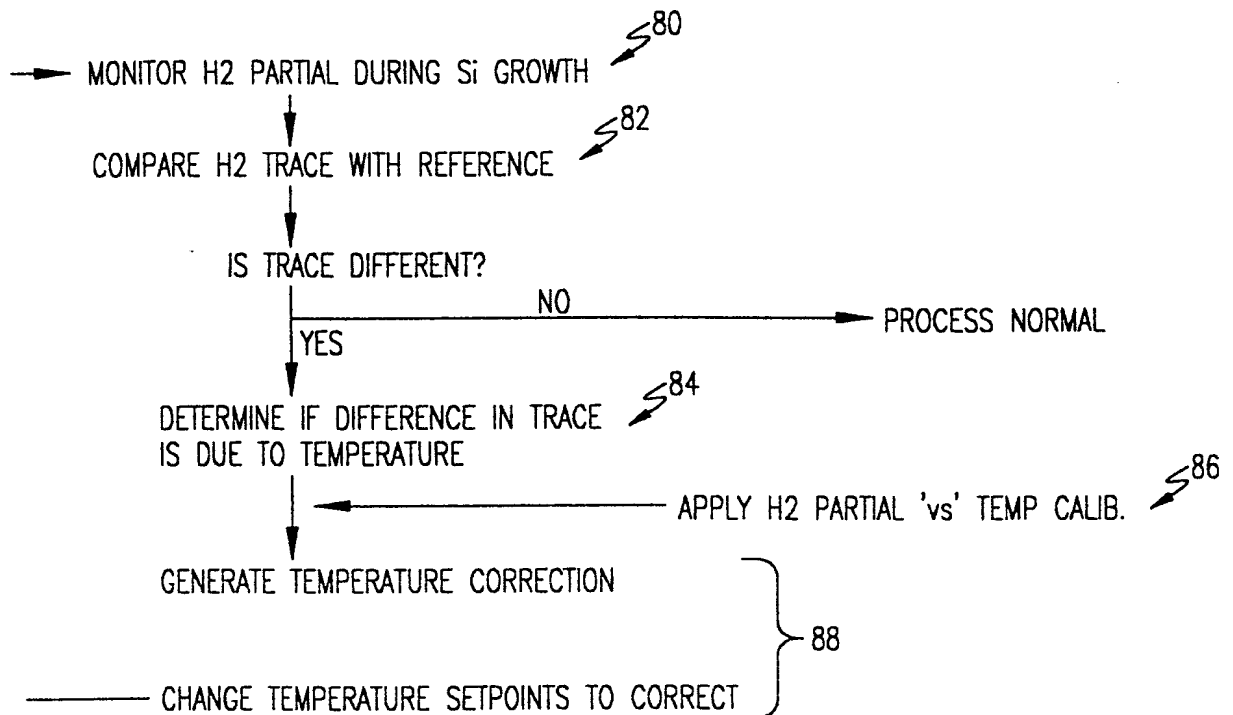 80
MONITOR H2 PARTIAL DURING Si GROWTH
82
COMPARE H2 TRACE WITH REFERENCE
IS TRACE DIFFERENT?
NO
PROCESS NORMAL
YES
84
DETERMINE IF DIFFERENCE IN TRACE
IS DUE TO TEMPERATURE
86
APPLY H2 PARTIAL 'vs' TEMP CALIB.
GENERATE TEMPERATURE CORRECTION
88
CHANGE TEMPERATURE SETPOINTS TO CORRECT